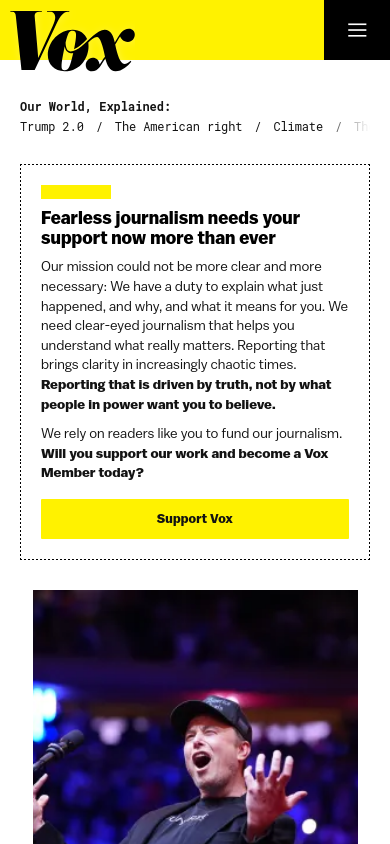 Vox
Our World, Explained:
Trump 2.0 / The American right / Climate / Th
Fearless journalism needs your
support now more than ever
Our mission could not be more clear and more
necessary: We have a duty to explain what just
happened, and why, and what it means for you. We
need clear-eyed journalism that helps you
understand what really matters. Reporting that
brings clarity in increasingly chaotic times.
Reporting that is driven by truth, not by what
people in power want you to believe.
We rely on readers like you to fund our journalism.
Will you support our work and become a Vox
Member today?
Support Vox